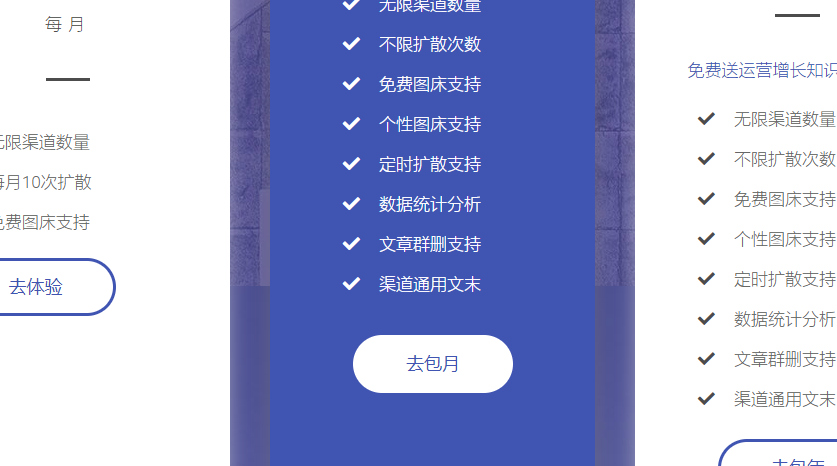 每 月
无限渠道数量
每月10次扩散
免费图床支持
去体验
无限渠道数量
不限扩散次数
免费图床支持
个性图床支持
定时扩散支持
数据统计分析
文章群删支持
渠道通用文末
去包月
免费送运营增长知识
无限渠道数量
不限扩散次数
免费图床支持
个性图床支持
定时扩散支持
数据统计分析
文章群删支持
渠道通用文末
去包年